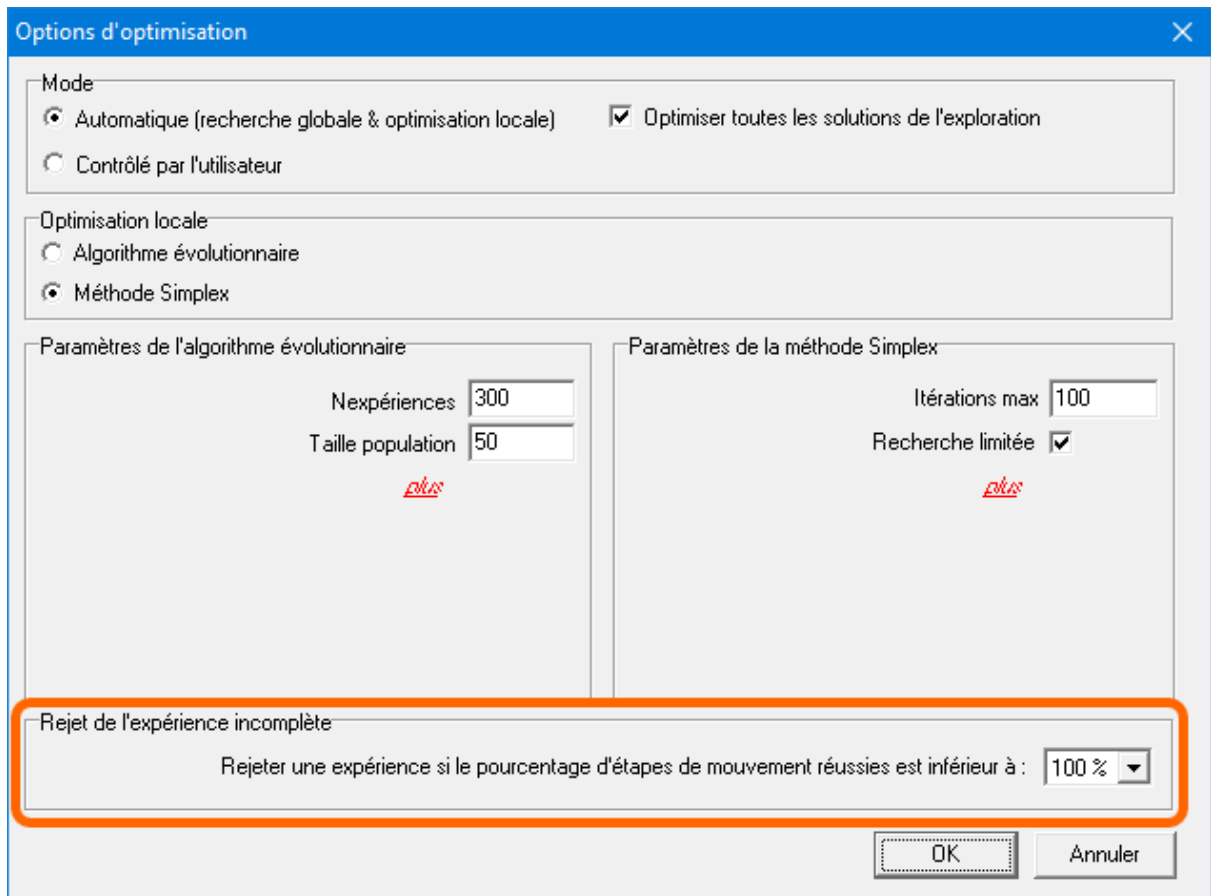 Options d'optimisation
Mode
Automatique (recherche globale & optimisation locale)
Optimiser toutes les solutions de l'exploration
Contrôlé par l'utilisateur
Optimisation locale
Algorithme évolutionnaire
Méthode Simplex
Paramètres de l'algorithme évolutionnaire
Nexpériences 300
Taille population 50
plus
Paramètres de la méthode Simplex
Itérations max 100
Recherche limitée
plus
Rejet de l'expérience incomplète
Rejeter une expérience si le pourcentage d'étapes de mouvement réussies est inférieur à : 100 %
OK
Annuler